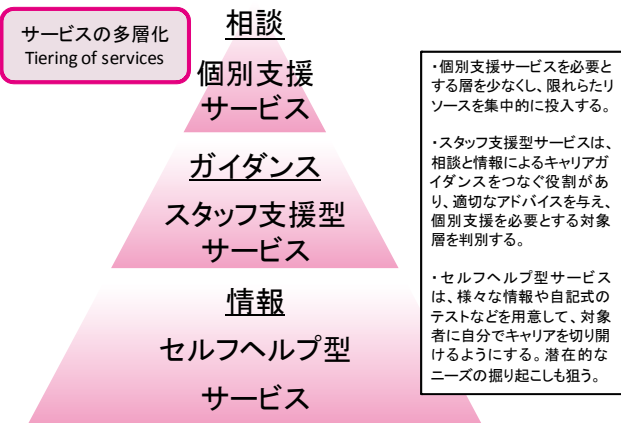 サービスの多層化
Tiering of services
相談
個別支援
サービス
ガイダンス
スタッフ支援型
サービス
情報
セルフヘルプ型
サービス
・個別支援サービスを必要と
する層を少なくし、限れらたリ
ソースを集中的に投入する。
・スタッフ支援型サービスは、
相談と情報によるキャリアガ
イダンスをつなぐ役割があ
り、適切なアドバイスを与え、
個別支援を必要とする対象
層を判別する。
・セルフヘルプ型サービス
は、様々な情報や自記式の
テストなどを用意して、対象
者に自分でキャリアを切り開
けるようにする。潜在的な
ニーズの掘り起こしも狙う。